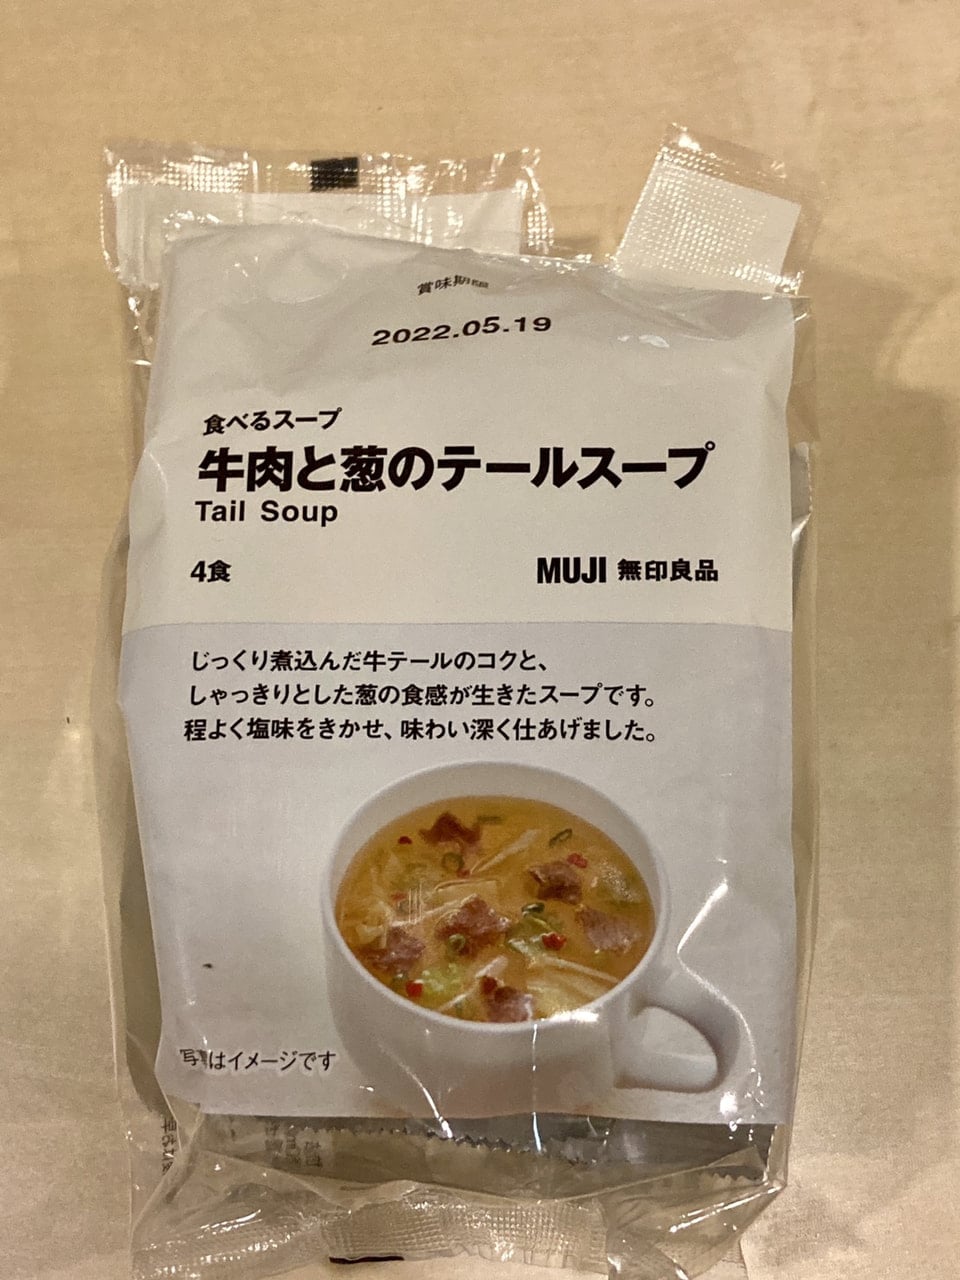 賞味期限
2022.05.19
食べるスープ
牛肉と葱のテールスープ
Tail Soup
4食
MUJI 無印良品
じっくり煮込んだ牛テールのコクと、
しゃっきりとした葱の食感が生きたスープです。
程よく塩味をきかせ、味わい深く仕あげました。
写真はイメージです